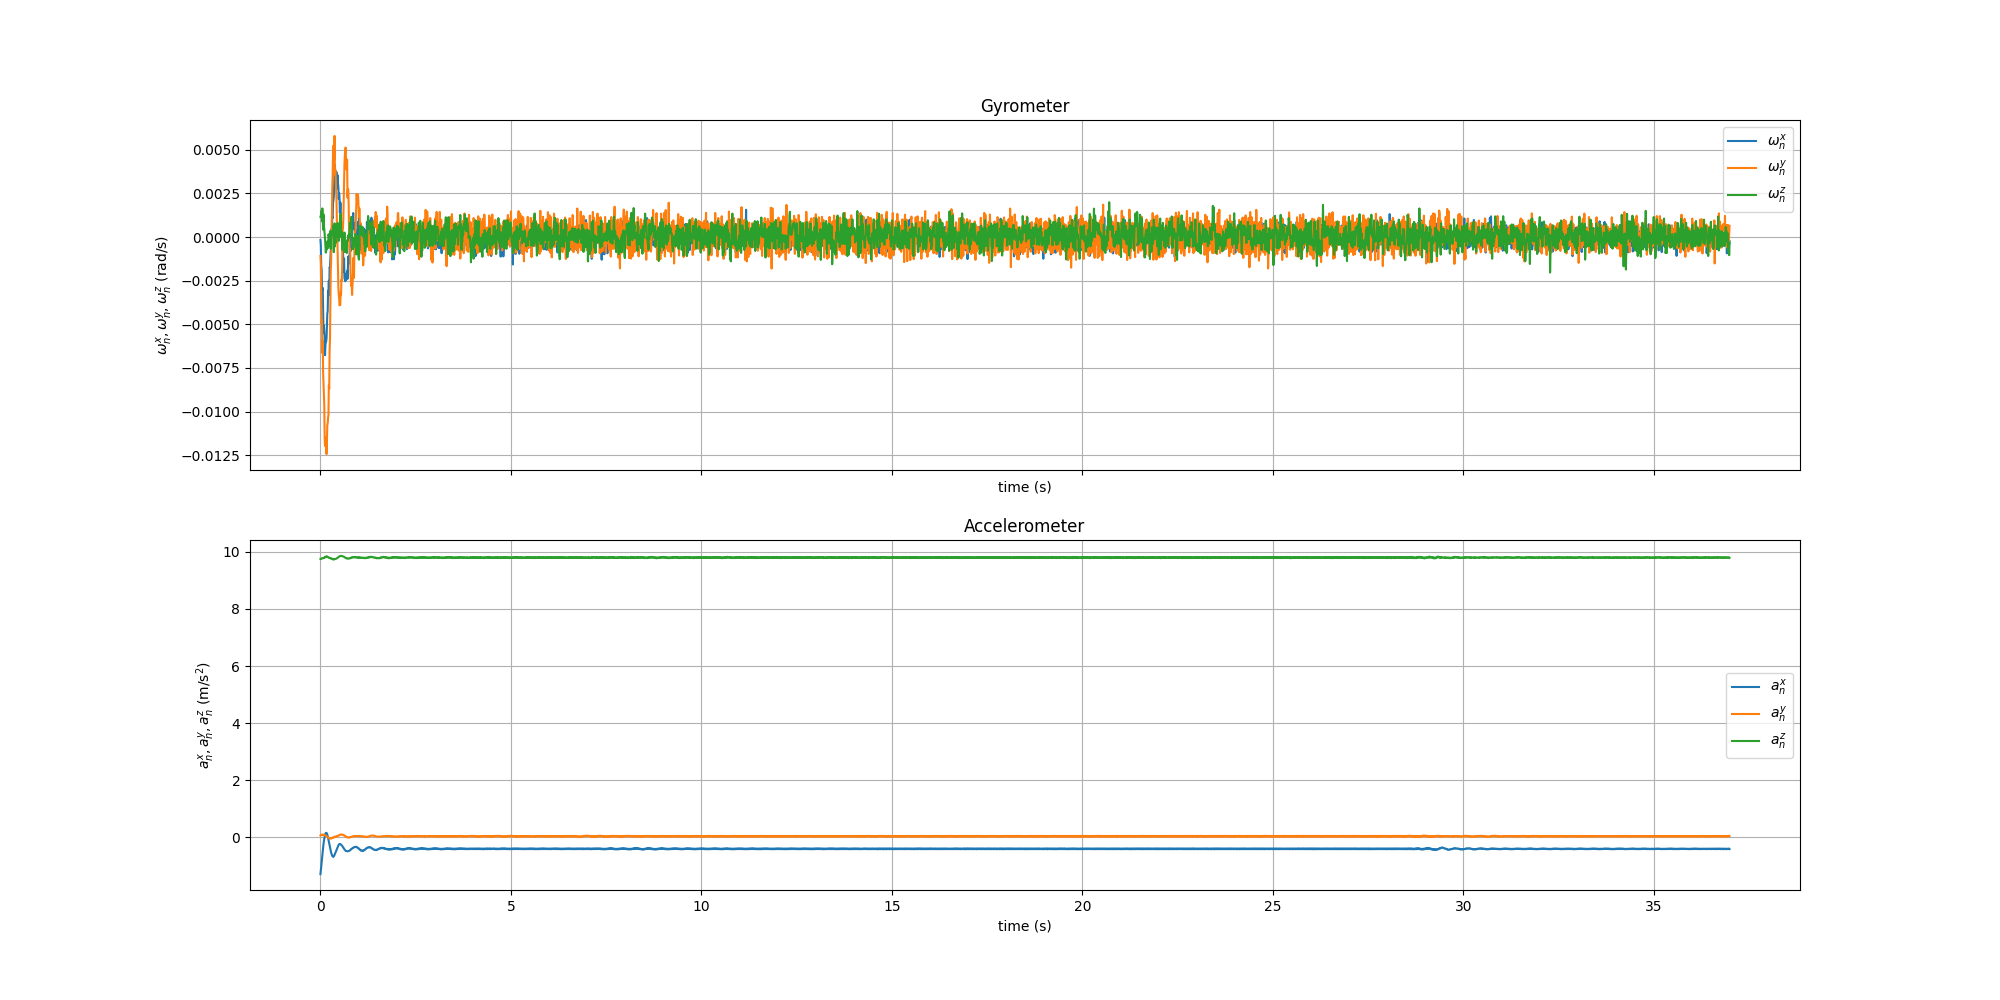 Gyrometer
0.0050
0.0025
0.0000
−0.0025
−0.0050
−0.0075
−0.0100
−0.0125
ωₙˣ, ωₙʸ, ωₙᶻ (rad/s)
ωₙˣ
ωₙʸ
ωₙᶻ
time (s)
Accelerometer
10
8
6
4
2
0
aₙˣ, aₙʸ, aₙᶻ (m/s²)
aₙˣ
aₙʸ
aₙᶻ
0 5 10 15 20 25 30 35
time (s)